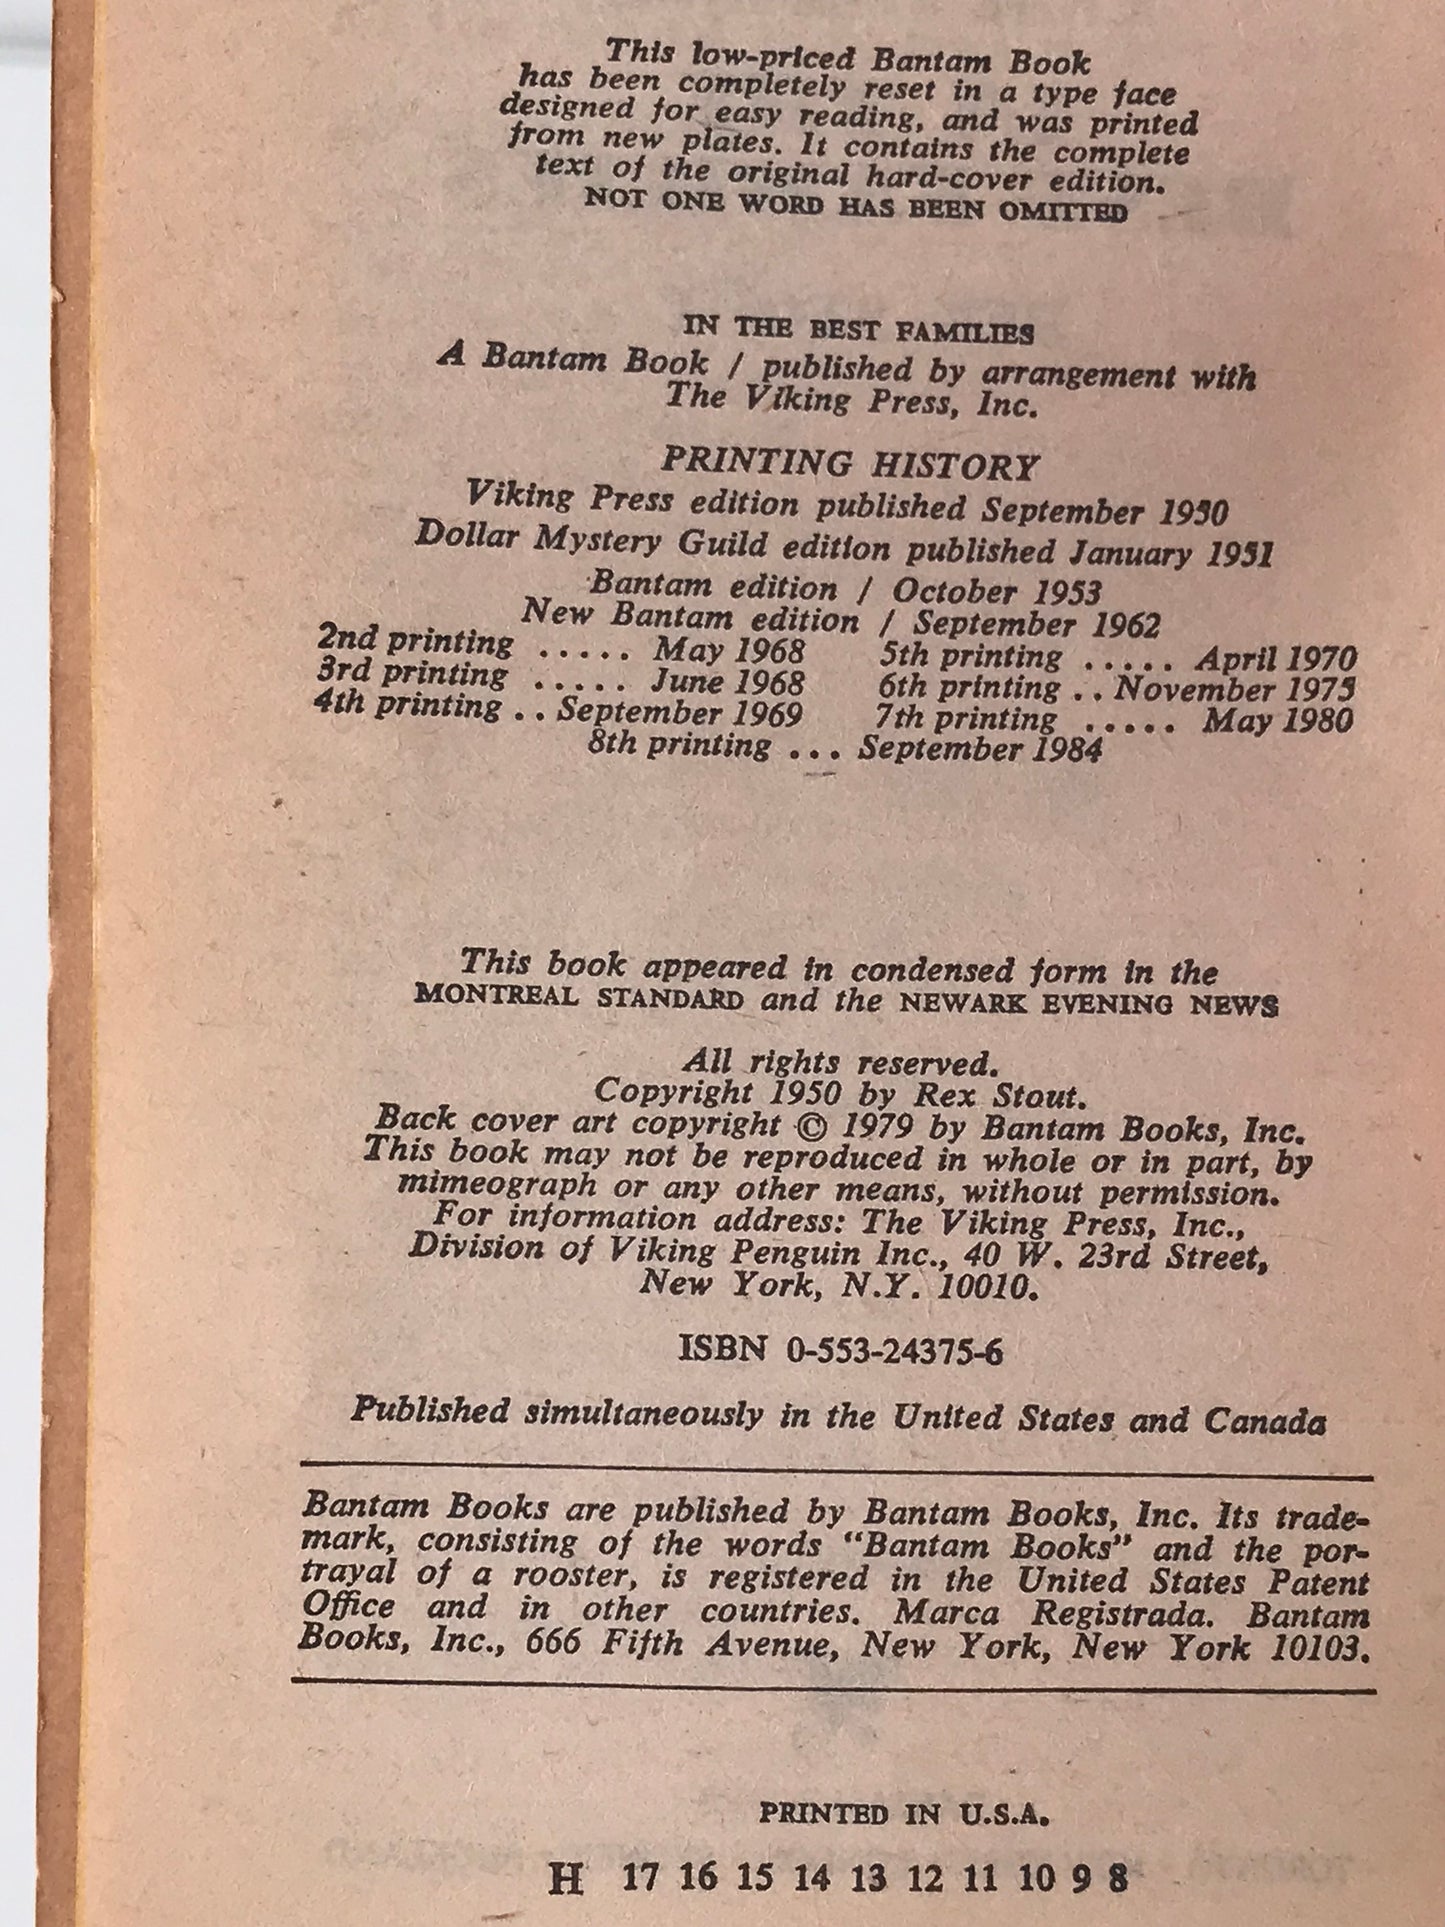 This low-priced Bantam Book
has been completely reset in a type face
designed for easy reading, and was printed
from new plates. It contains the complete
text of the original hard-cover edition.
NOT ONE WORD HAS BEEN OMITTED
IN THE BEST FAMILIES
A Bantam Book / published by arrangement with
The Viking Press, Inc.
PRINTING HISTORY
Viking Press edition published September 1950
Dollar Mystery Guild edition published January 1951
Bantam edition / October 1953
New Bantam edition / September 1962
2nd printing ..... May 1968 5th printing ..... April 1970
3rd printing ..... June 1968 6th printing .. November 1975
4th printing .. September 1969 7th printing ..... May 1980
8th printing ... September 1984
This book appeared in condensed form in the
MONTREAL STANDARD and the NEWARK EVENING NEWS
All rights reserved.
Copyright 1950 by Rex Stout.
Back cover art copyright © 1979 by Bantam Books, Inc.
This book may not be reproduced in whole or in part, by
mimeograph or any other means, without permission.
For information address: The Viking Press, Inc.,
Division of Viking Penguin Inc., 40 W. 23rd Street,
New York, N.Y. 10010.
ISBN 0-553-24375-6
Published simultaneously in the United States and Canada
Bantam Books are published by Bantam Books, Inc. Its trade-
mark, consisting of the words "Bantam Books" and the por-
trayal of a rooster, is registered in the United States Patent
Office and in other countries. Marca Registrada. Bantam
Books, Inc., 666 Fifth Avenue, New York, New York 10103.
PRINTED IN U.S.A.
H 17 16 15 14 13 12 11 10 9 8